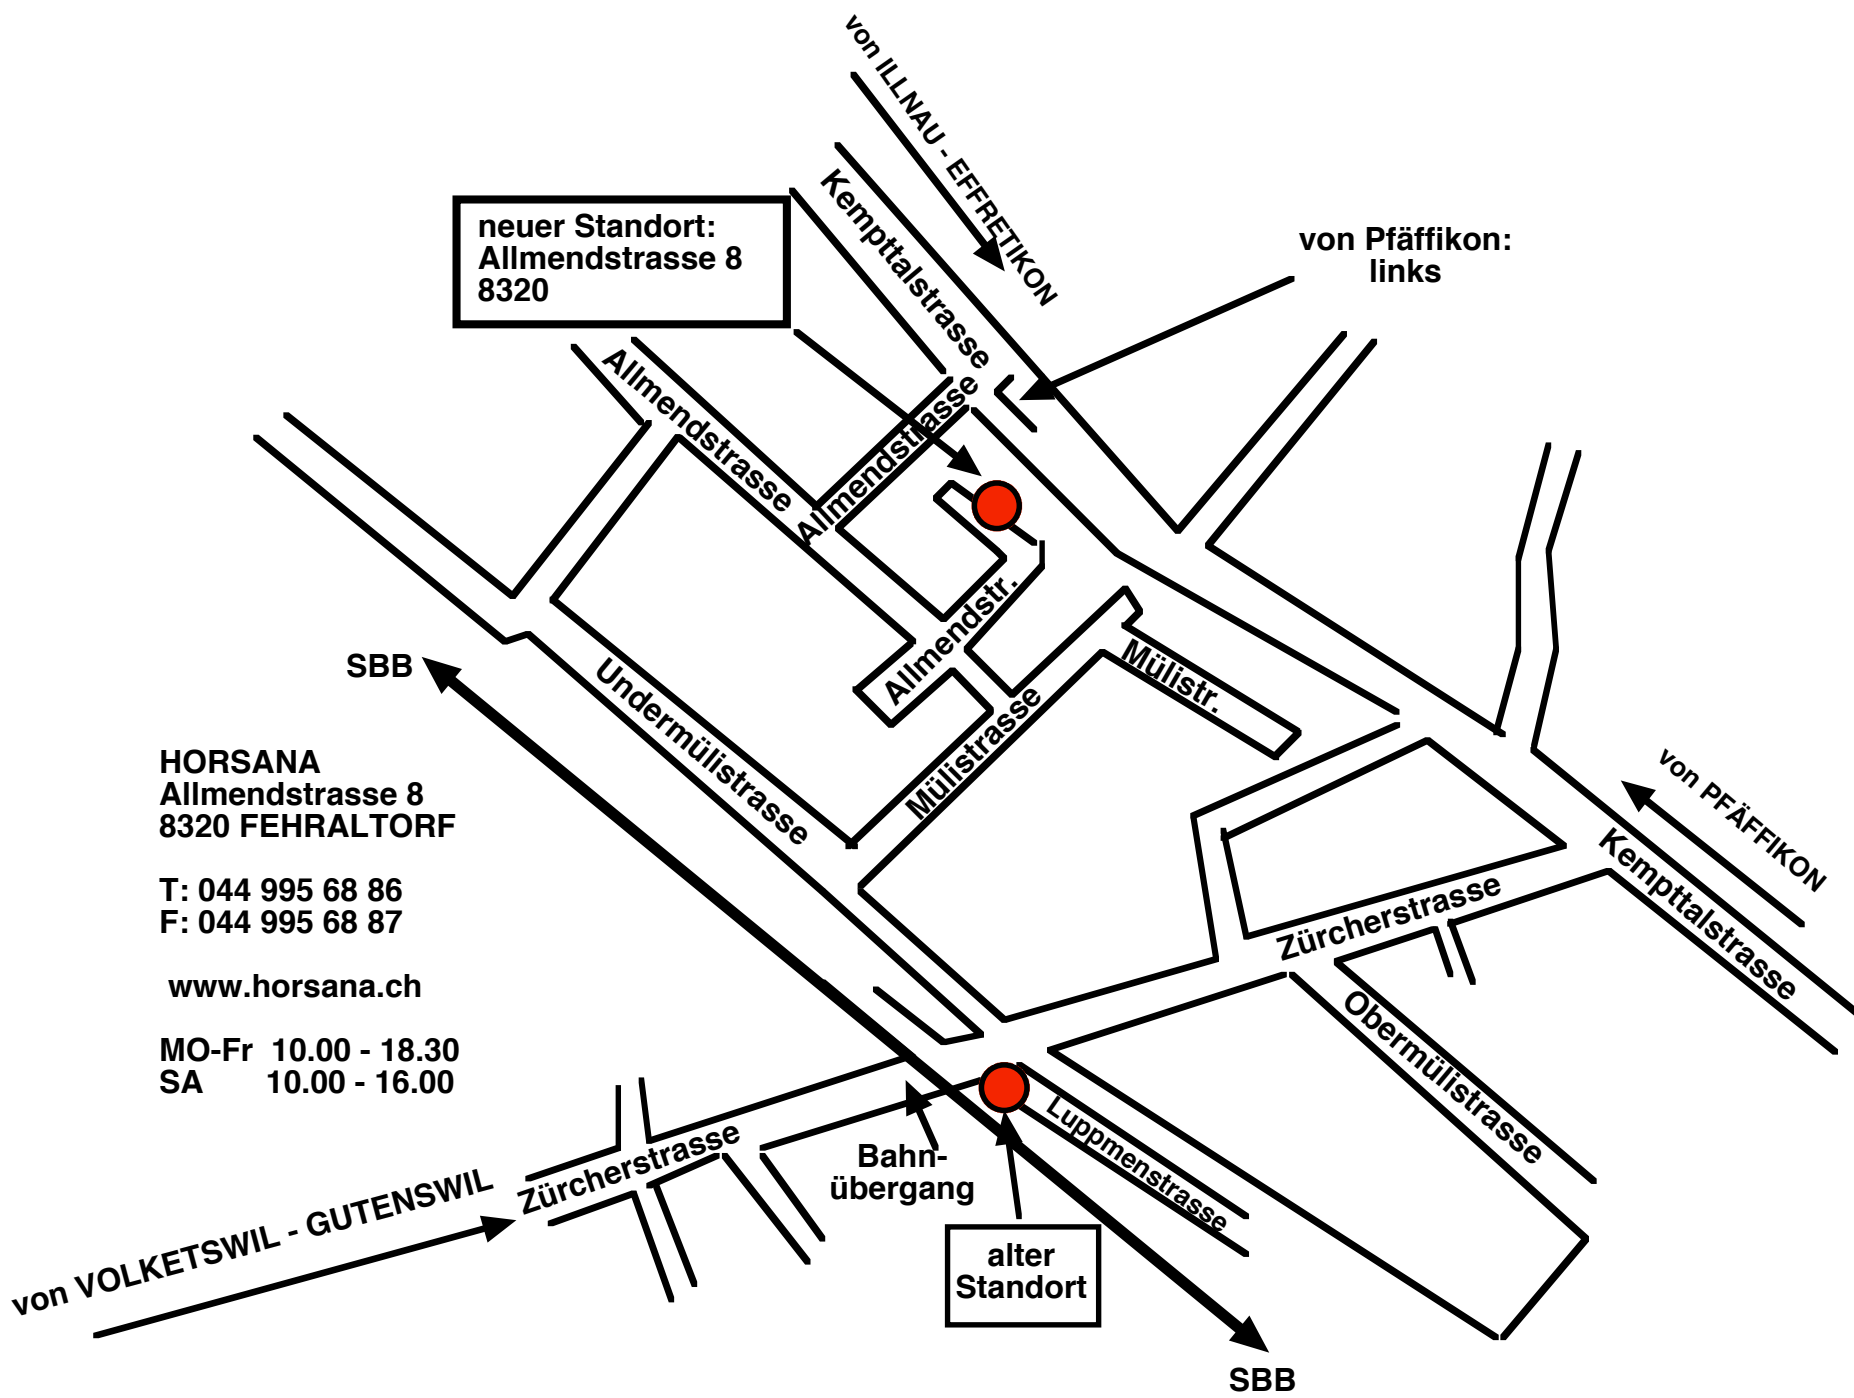 von ILLNAU - EFFRETIKON
Kempttalstrasse
neuer Standort:
Allmendstrasse 8
8320
von Pfäffikon:
links
Allmendstrasse
Allmendstrasse
Allmendstr.
Mülistr.
SBB
Undermülistrasse
Mülistrasse
HORSANA
Allmendstrasse 8
8320 FEHRALTORF
T: 044 995 68 86
F: 044 995 68 87
www.horsana.ch
MO-Fr 10.00 - 18.30
SA 10.00 - 16.00
von PFÄFFIKON
Kempttalstrasse
Zürcherstrasse
Obermülistrasse
Luppmenstrasse
Zürcherstrasse
Bahn-
übergang
von VOLKETSWIL - GUTENSWIL
alter
Standort
SBB